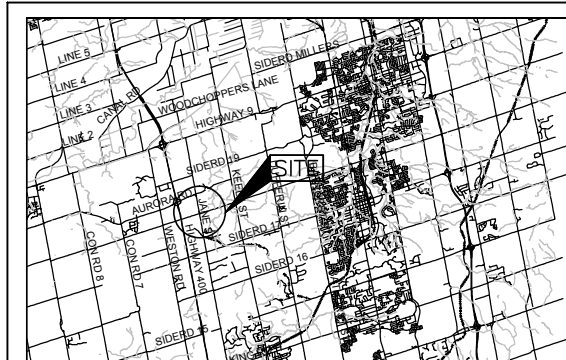 LINE 5
LINE 4
LINE 3
LINE 2
CANAL RD
SIDERD MILLERS
WOODCHOPPERS LANE
HIGHWAY 9
SIDERD 19
SITE
AURORA RD
JANE ST
SIDERD 17
SIDERD 16
CON RD 8
CON RD 7
WESTON RD
HIGHWAY 400
SIDERD 15
KING